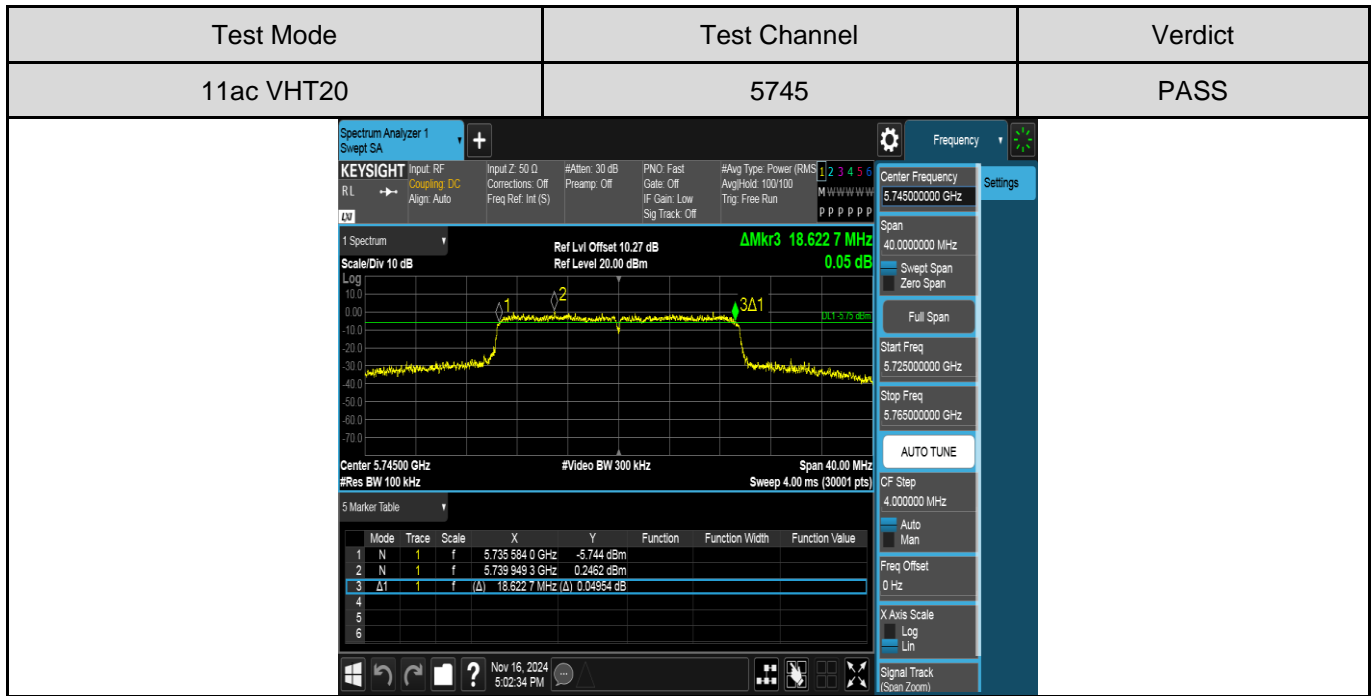 Test Mode Test Channel Verdict
11ac VHT20 5745 PASS
Spectrum Analyzer 1
Swept SA
+
Frequency
KEYSIGHT
RL
LXI
Input: RF
Coupling: DC
Align: Auto
Input Z: 50 Ω
Corrections: Off
Freq Ref: Int (S)
#Atten: 30 dB
Preamp: Off
PNO: Fast
Gate: Off
IF Gain: Low
Sig Track: Off
#Avg Type: Power (RMS
Avg|Hold: 100/100
Trig: Free Run
1 2 3 4 5 6
M W W W W W
P P P P P P
1 Spectrum
Scale/Div 10 dB
Ref Lvl Offset 10.27 dB
Ref Level 20.00 dBm
ΔMkr3 18.622 7 MHz
0.05 dB
Log
10.0
0.00
-10.0
-20.0
-30.0
-40.0
-50.0
-60.0
-70.0
1
2
3Δ1
DL1 -5.75 dBm
Center 5.74500 GHz
#Res BW 100 kHz
#Video BW 300 kHz
Span 40.00 MHz
Sweep 4.00 ms (30001 pts)
5 Marker Table
Mode Trace Scale X Y Function Function Width Function Value
1 N 1 f 5.735 584 0 GHz -5.744 dBm
2 N 1 f 5.739 949 3 GHz 0.2462 dBm
3 Δ1 1 f (Δ) 18.622 7 MHz (Δ) 0.04954 dB
4
5
6
?
Nov 16, 2024
5:02:34 PM
Center Frequency
5.745000000 GHz
Settings
Span
40.0000000 MHz
Swept Span
Zero Span
Full Span
Start Freq
5.725000000 GHz
Stop Freq
5.765000000 GHz
AUTO TUNE
CF Step
4.000000 MHz
Auto
Man
Freq Offset
0 Hz
X Axis Scale
Log
Lin
Signal Track
(Span Zoom)